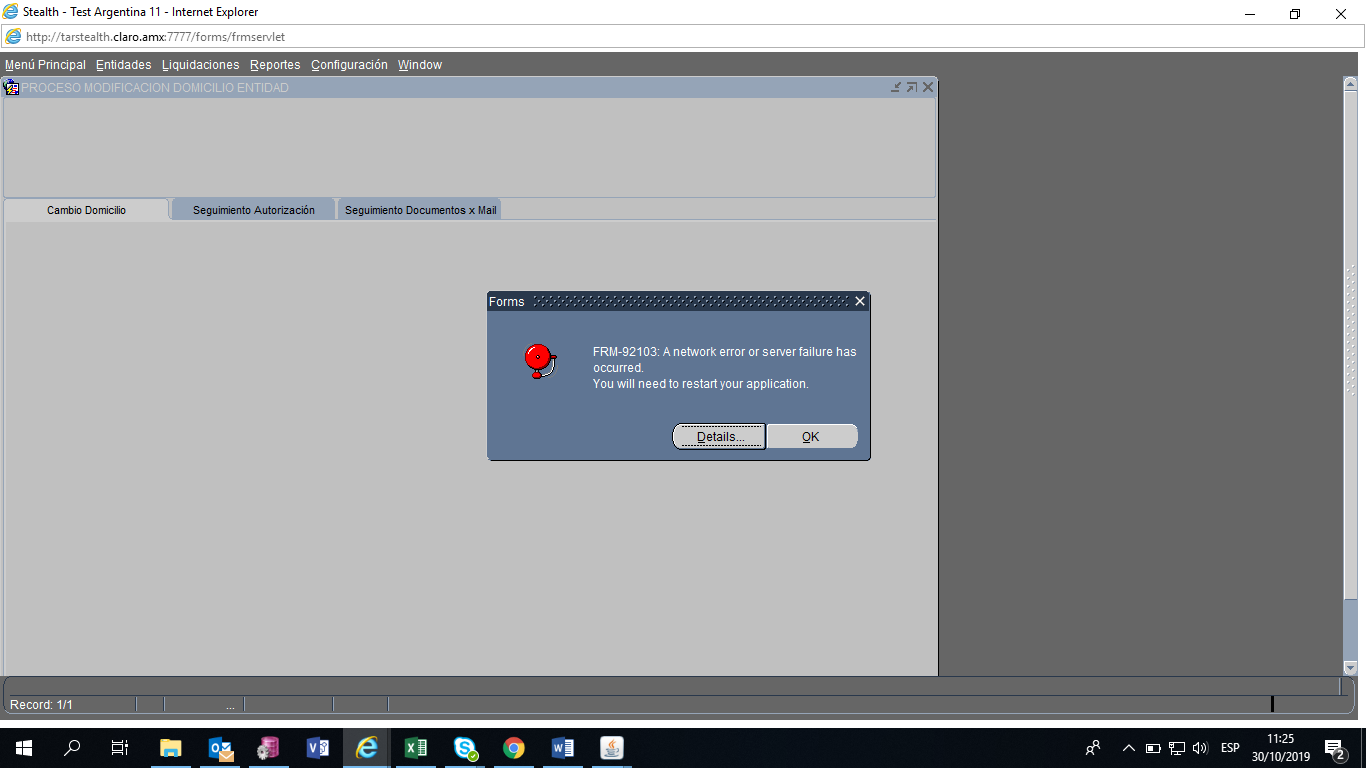 Stealth - Test Argentina 11 - Internet Explorer
http://tarstealth.claro.amx:7777/forms/frmservlet
Menú Principal Entidades Liquidaciones Reportes Configuración Window
PROCESO MODIFICACION DOMICILIO ENTIDAD
Cambio Domicilio Seguimiento Autorización Seguimiento Documentos x Mail
Forms
FRM-92103: A network error or server failure has
occurred.
You will need to restart your application.
Details... OK
Record: 1/1 ...
ESP
11:25
30/10/2019
2